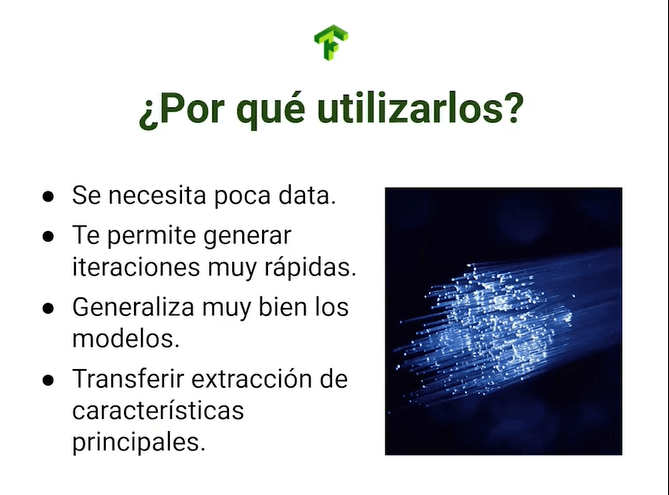 ¿Por qué utilizarlos?
● Se necesita poca data.
● Te permite generar
iteraciones muy rápidas.
● Generaliza muy bien los
modelos.
● Transferir extracción de
características
principales.